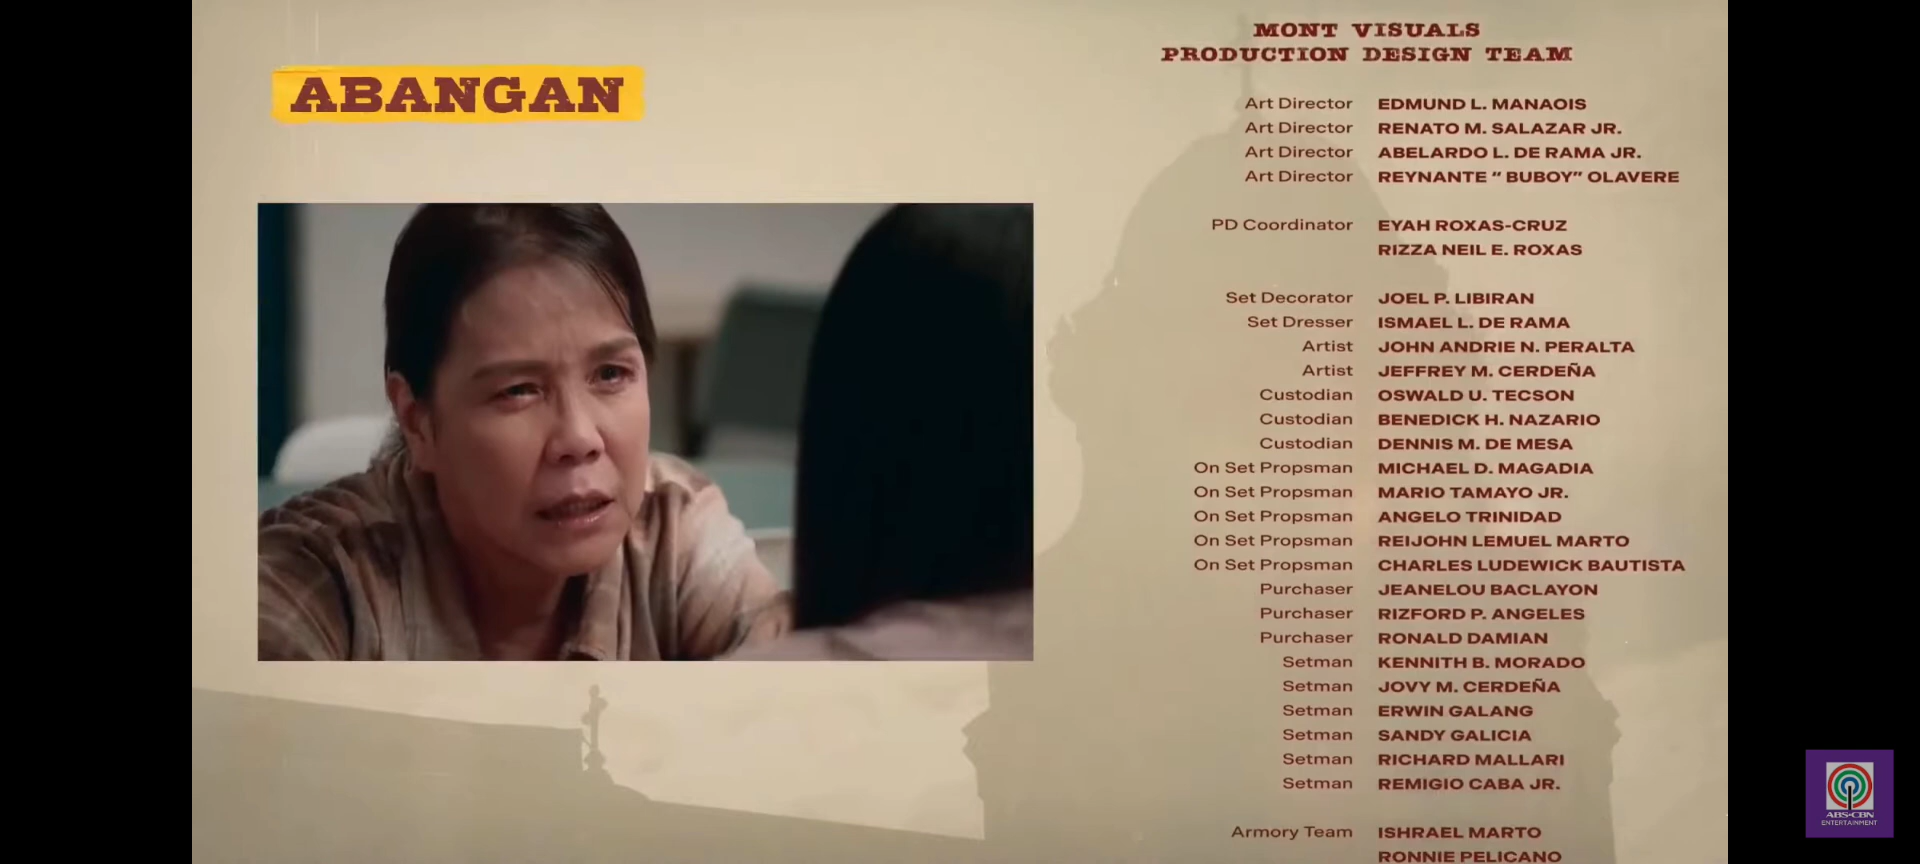 ABANGAN
MONT VISUALS
PRODUCTION DESIGN TEAM
Art Director EDMUND L. MANAOIS
Art Director RENATO M. SALAZAR JR.
Art Director ABELARDO L. DE RAMA JR.
Art Director REYNANTE “ BUBOY” OLAVERE
PD Coordinator EYAH ROXAS-CRUZ
RIZZA NEIL E. ROXAS
Set Decorator JOEL P. LIBIRAN
Set Dresser ISMAEL L. DE RAMA
Artist JOHN ANDRIE N. PERALTA
Artist JEFFREY M. CERDEÑA
Custodian OSWALD U. TECSON
Custodian BENEDICK H. NAZARIO
Custodian DENNIS M. DE MESA
On Set Propsman MICHAEL D. MAGADIA
On Set Propsman MARIO TAMAYO JR.
On Set Propsman ANGELO TRINIDAD
On Set Propsman REIJOHN LEMUEL MARTO
On Set Propsman CHARLES LUDEWICK BAUTISTA
Purchaser JEANELOU BACLAYON
Purchaser RIZFORD P. ANGELES
Purchaser RONALD DAMIAN
Setman KENNITH B. MORADO
Setman JOVY M. CERDEÑA
Setman ERWIN GALANG
Setman SANDY GALICIA
Setman RICHARD MALLARI
Setman REMIGIO CABA JR.
Armory Team ISHRAEL MARTO
RONNIE PELICANO
ABS-CBN
ENTERTAINMENT